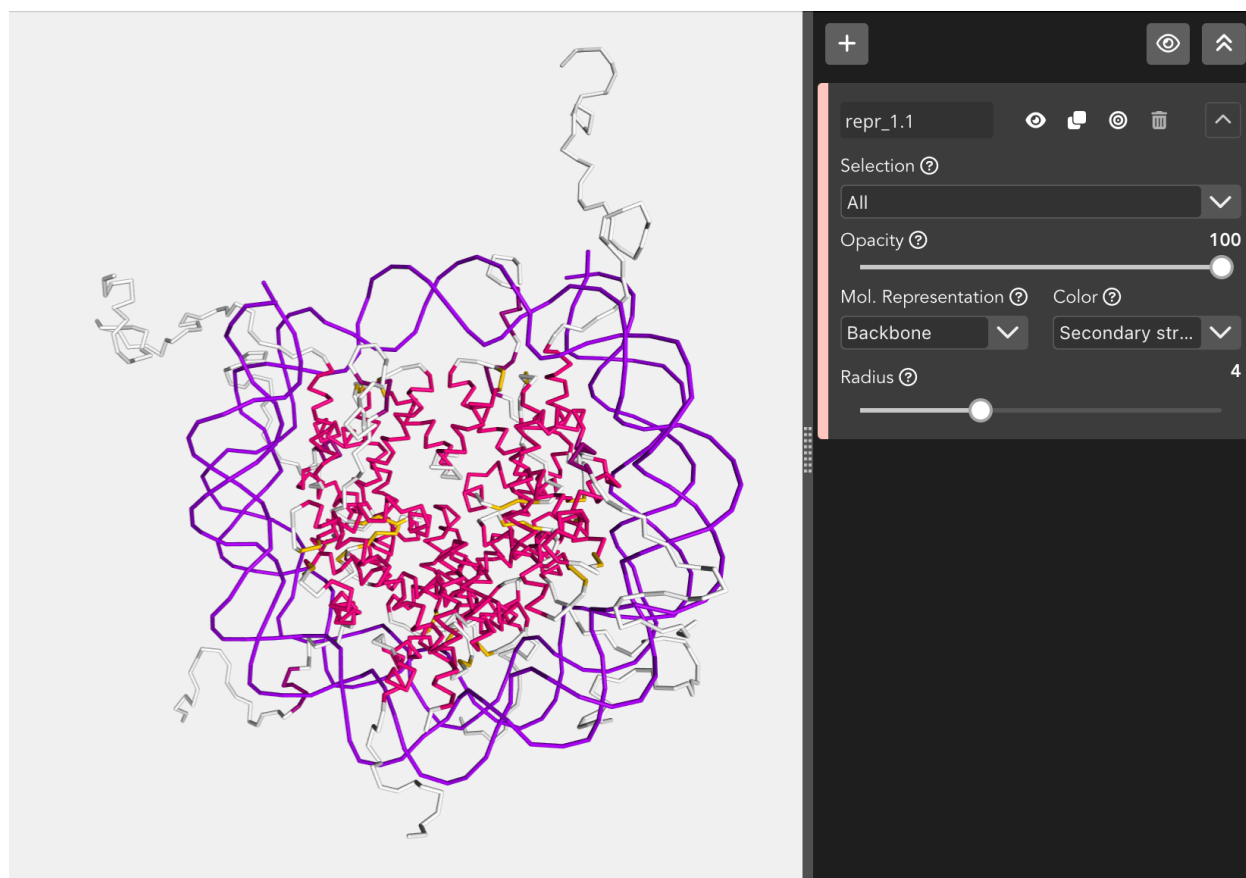 repr_1.1
Selection
All
Opacity 100
Mol. Representation Color
Backbone Secondary str...
Radius 4